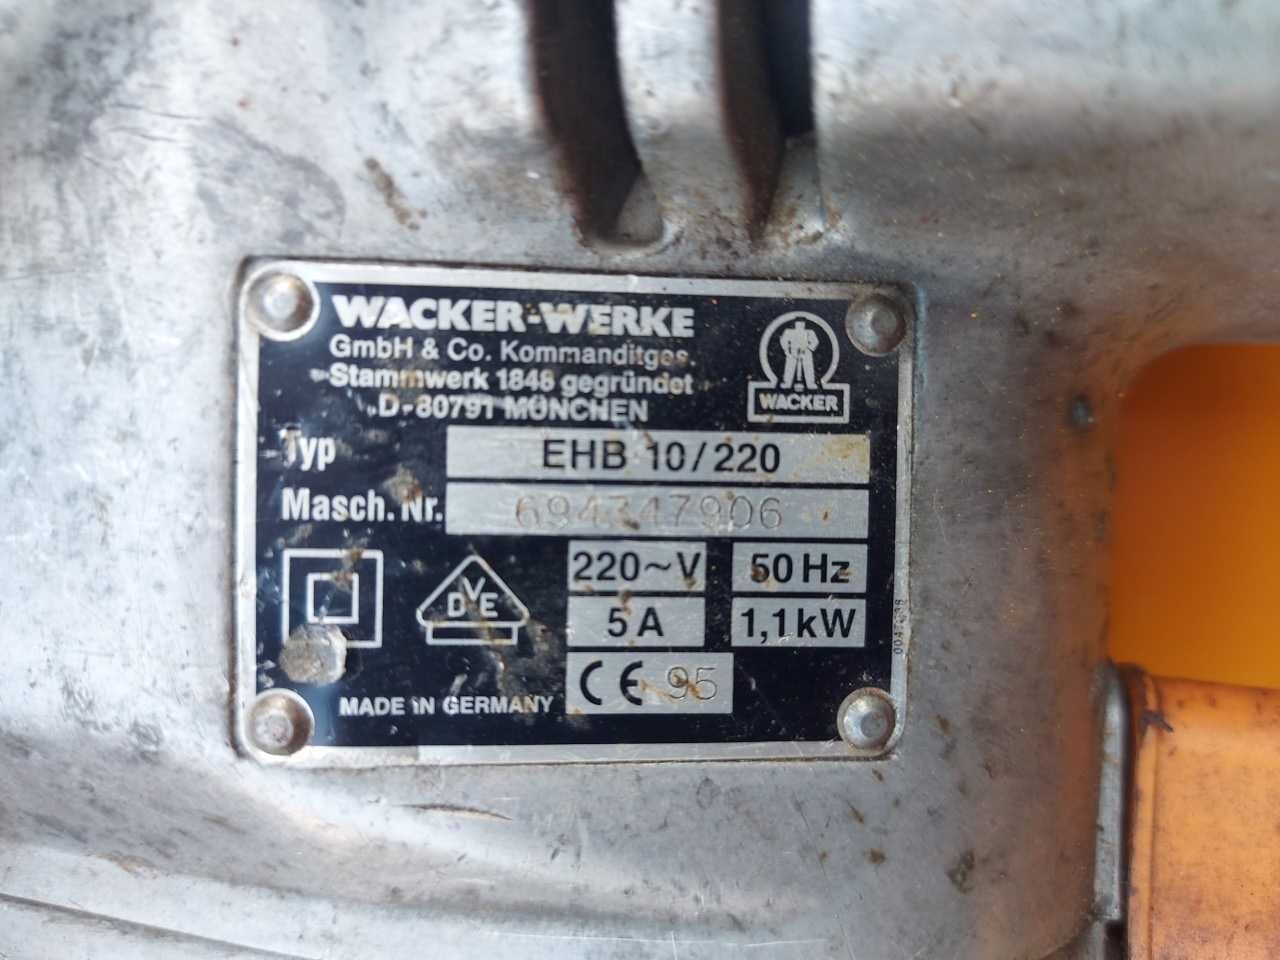 WACKER-WERKE
GmbH & Co. Kommanditges.
Stammwerk 1848 gegründet
D-80791 MÜNCHEN
WACKER
Typ EHB 10/220
Masch. Nr. 694347906
220~V 50 Hz
5 A 1,1 kW
DVE
CE 95
MADE IN GERMANY